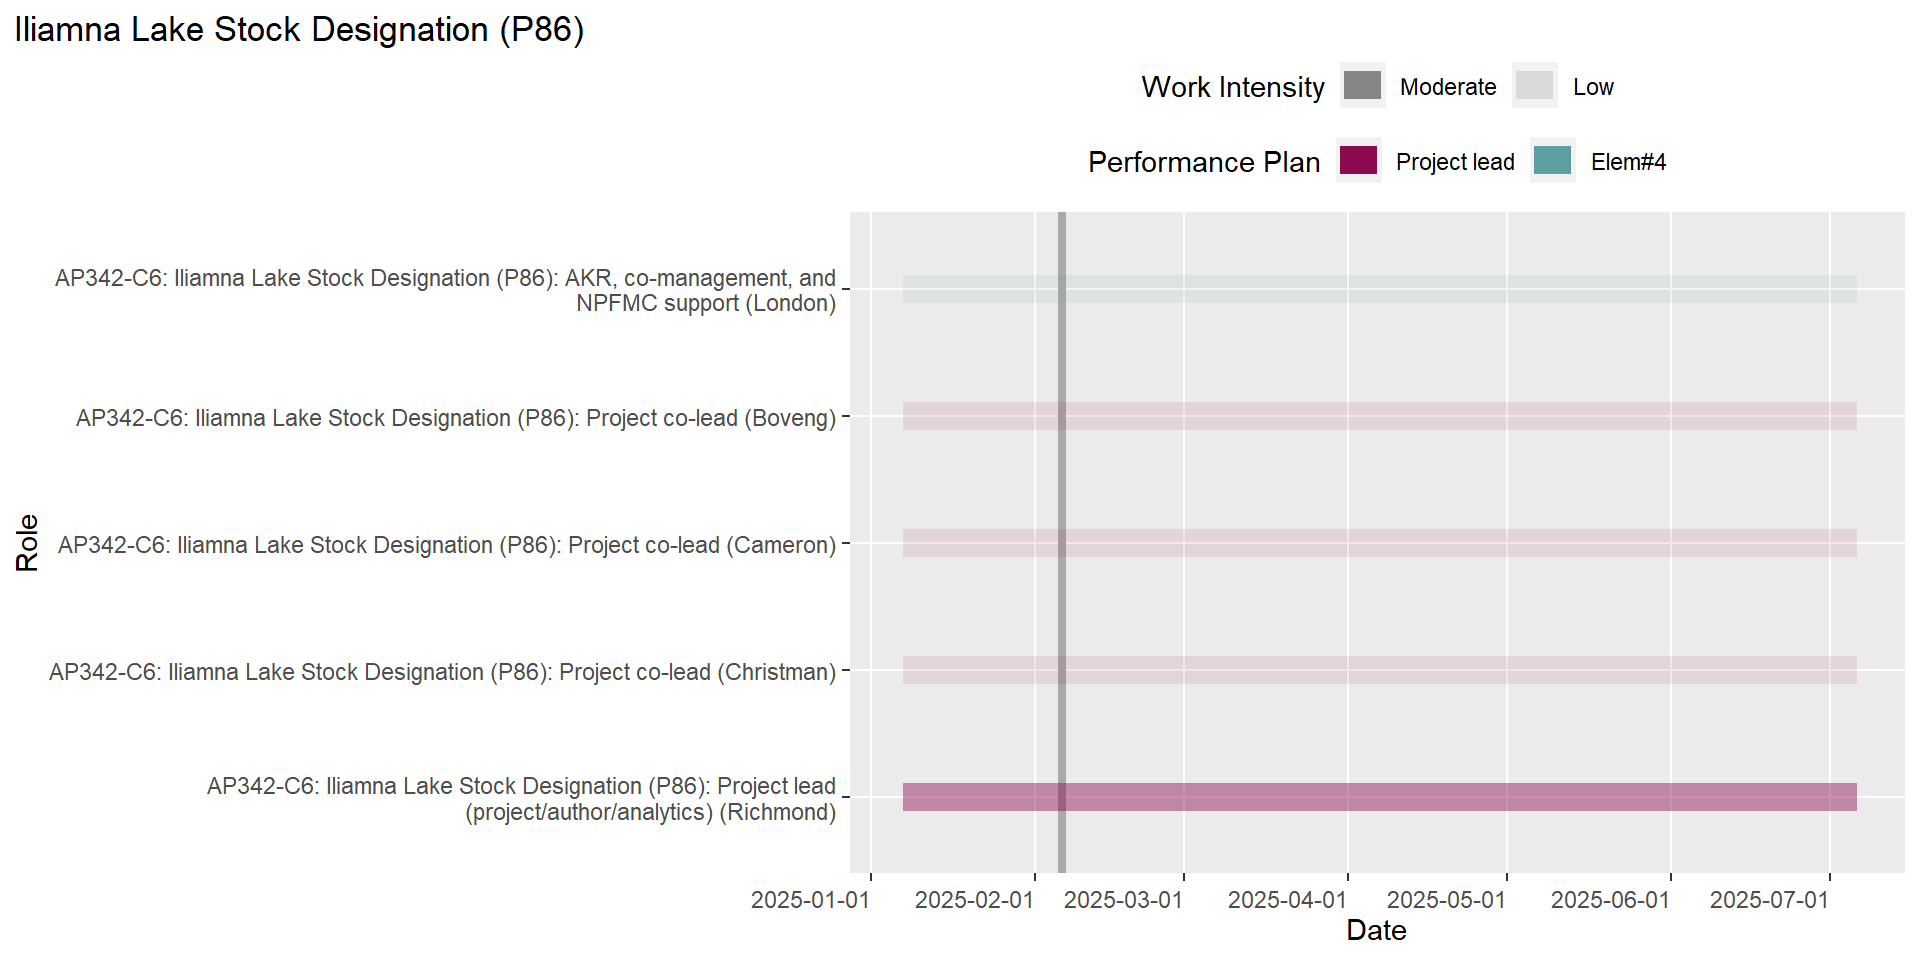 Iliamna Lake Stock Designation (P86)
Work Intensity Moderate Low
Performance Plan Project lead Elem#4
AP342-C6: Iliamna Lake Stock Designation (P86): AKR, co-management, and
NPFMC support (London)
AP342-C6: Iliamna Lake Stock Designation (P86): Project co-lead (Boveng)
AP342-C6: Iliamna Lake Stock Designation (P86): Project co-lead (Cameron)
AP342-C6: Iliamna Lake Stock Designation (P86): Project co-lead (Christman)
AP342-C6: Iliamna Lake Stock Designation (P86): Project lead
(project/author/analytics) (Richmond)
Role
2025-01-01 2025-02-01 2025-03-01 2025-04-01 2025-05-01 2025-06-01 2025-07-01
Date